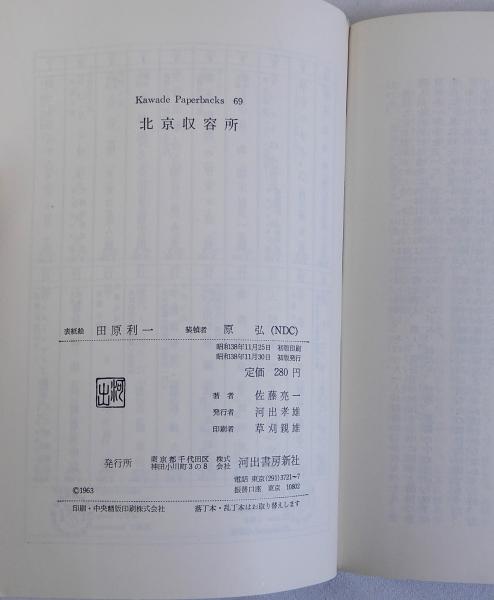 Kawade Paperbacks 69
北京収容所
表紙絵 田原利一 装幀者 原 弘 (NDC)
昭和38年11月25日 初版印刷
昭和38年11月30日 初版発行
定価 280円
河出
著者 佐藤亮一
発行者 河出孝雄
印刷者 草刈親雄
発行所 東京都千代田区神田小川町3の8 株式会社 河出書房新社
電話 東京(291)3721~7
振替口座 東京 10802
©1963
印刷・中央精版印刷株式会社 落丁本・乱丁本はお取り替えします